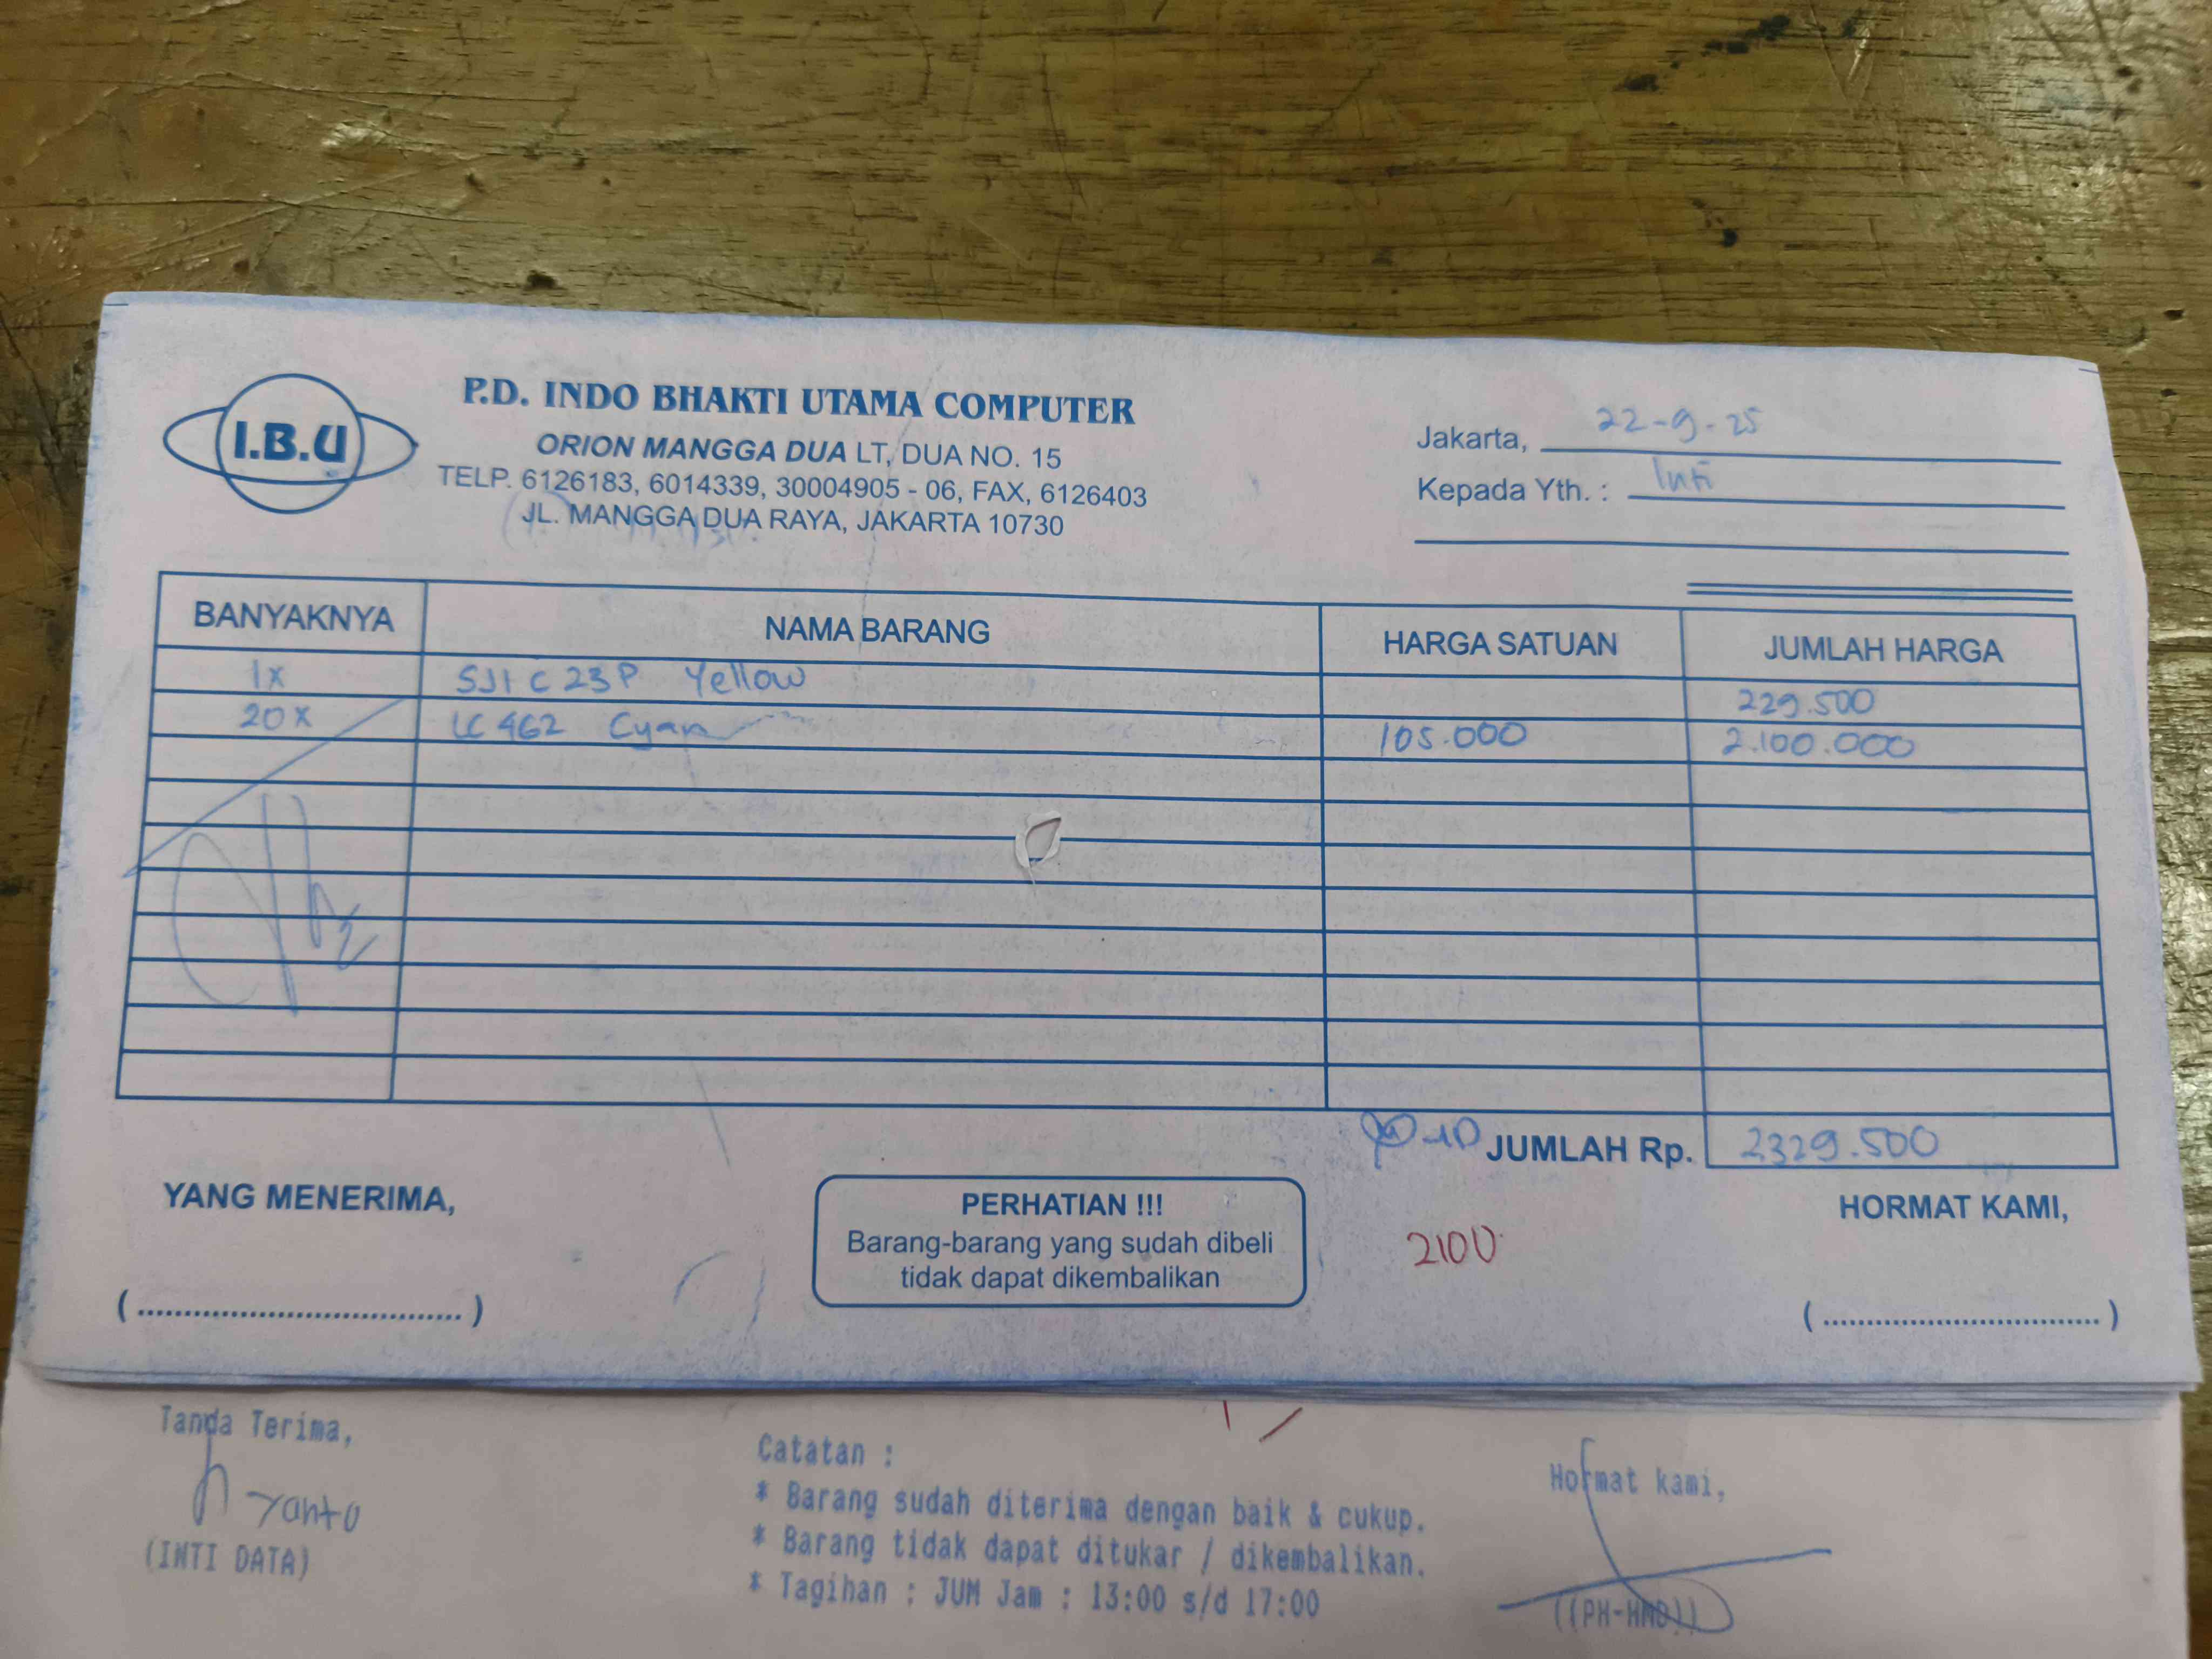 I.B.U
P.D. INDO BHAKTI UTAMA COMPUTER
ORION MANGGA DUA LT, DUA NO. 15
TELP. 6126183, 6014339, 30004905 - 06, FAX, 6126403
JL. MANGGA DUA RAYA, JAKARTA 10730
Jakarta, 22-9-25
Kepada Yth. : Inti
BANYAKNYA NAMA BARANG HARGA SATUAN JUMLAH HARGA
1x SJIC23P Yellow 229.500
20x LC462 Cyan 105.000 2.100.000
JUMLAH Rp. 2329.500
YANG MENERIMA,
PERHATIAN !!!
Barang-barang yang sudah dibeli
tidak dapat dikembalikan
2100
HORMAT KAMI,
(....................................)
(....................................)
Tanda Terima,
Yanto
(INTI DATA)
Catatan :
* Barang sudah diterima dengan baik & cukup.
* Barang tidak dapat ditukar / dikembalikan.
* Tagihan : JUM Jam : 13:00 s/d 17:00
Hormat kami,
((PH-HMD))